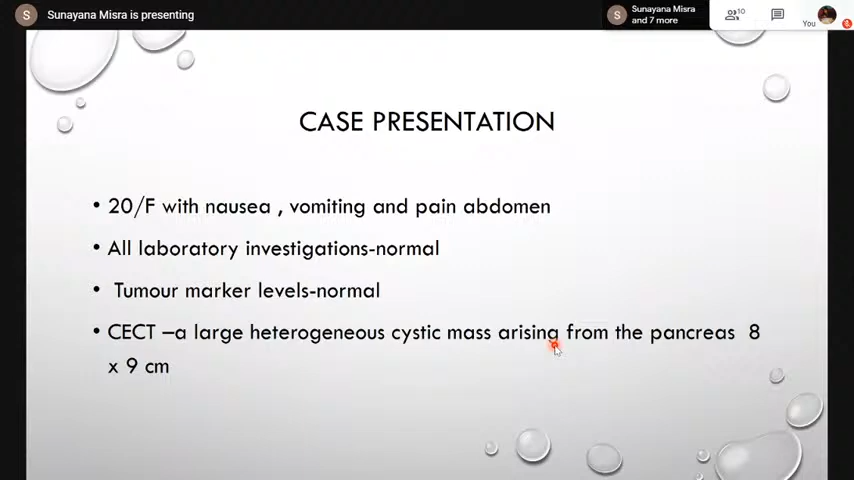 S Sunayana Misra is presenting
S Sunayana Misra
and 7 more
10
You
CASE PRESENTATION
• 20/F with nausea , vomiting and pain abdomen
• All laboratory investigations-normal
• Tumour marker levels-normal
• CECT –a large heterogeneous cystic mass arising from the pancreas 8
x 9 cm